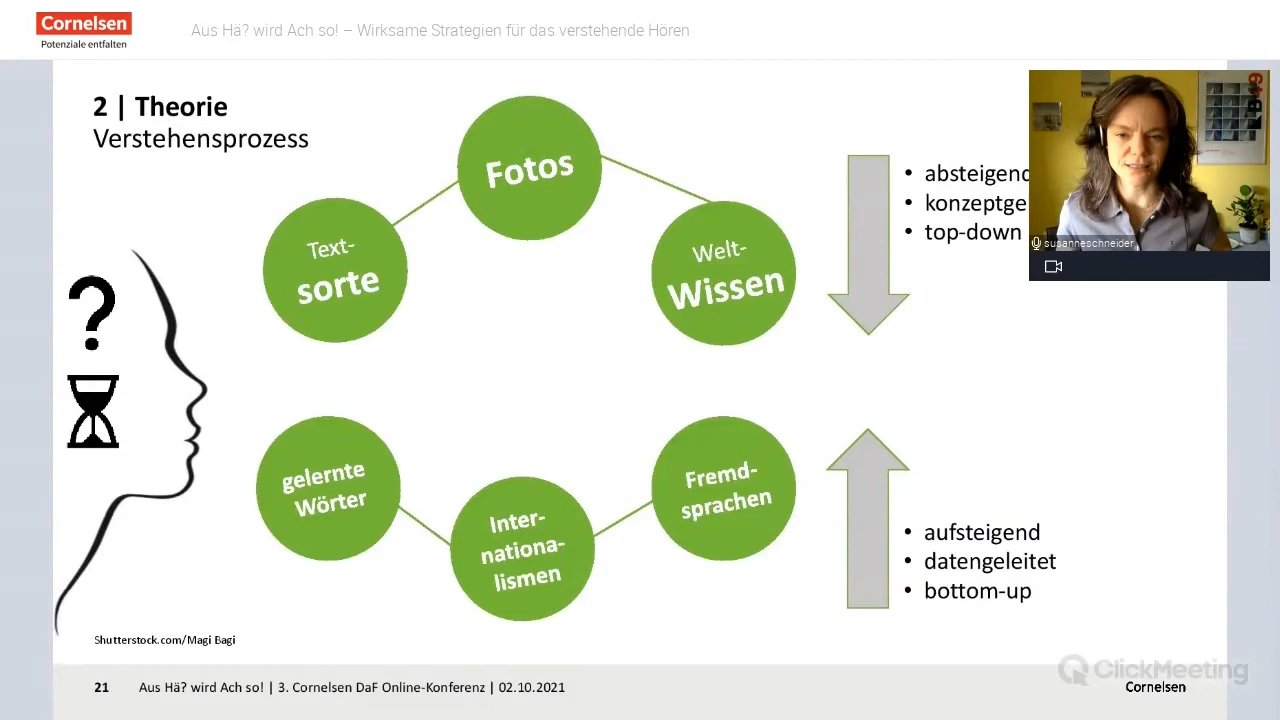 Cornelsen
Potenziale entfalten
Aus Hä? wird Ach so! – Wirksame Strategien für das verstehende Hören
2 | Theorie
Verstehensprozess
Fotos
Text-
sorte
Welt-
Wissen
• absteigend
• konzeptge
• top-down
susanneschneider
gelernte
Wörter
Inter-
nationa-
lismen
Fremd-
sprachen
• aufsteigend
• datengeleitet
• bottom-up
Shutterstock.com/Magi Bagi
ClickMeeting
21 Aus Hä? wird Ach so! | 3. Cornelsen DaF Online-Konferenz | 02.10.2021
Cornelsen